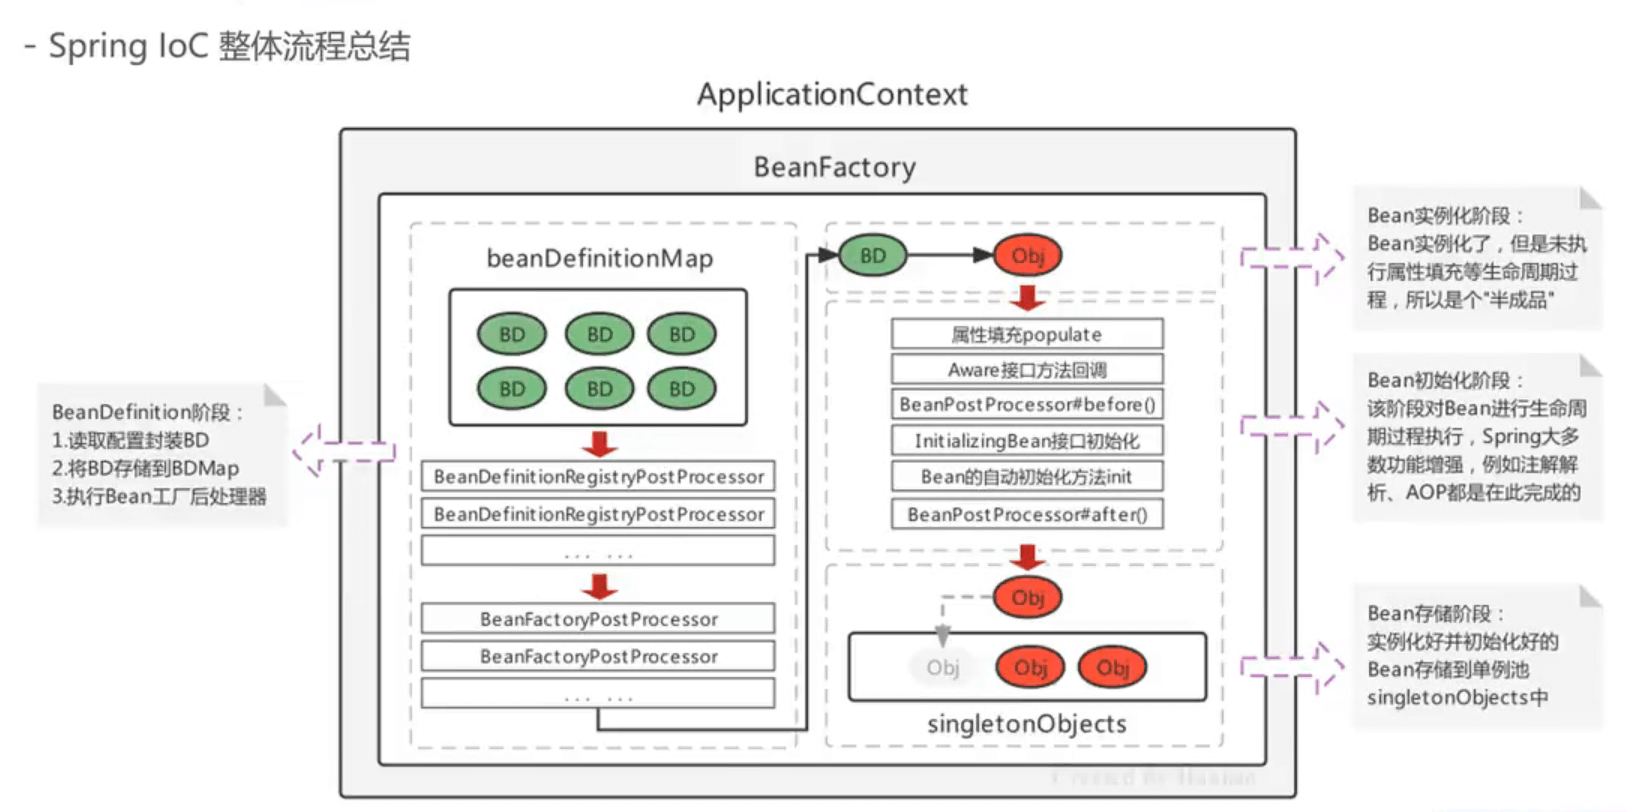 - Spring IoC 整体流程总结
ApplicationContext
BeanFactory
beanDefinitionMap
BD BD BD
BD BD BD
BeanDefinitionRegistryPostProcessor
BeanDefinitionRegistryPostProcessor
... ...
BeanFactoryPostProcessor
BeanFactoryPostProcessor
... ...
BeanDefinition阶段：
1.读取配置封装BD
2.将BD存储到BDMap
3.执行Bean工厂后处理器
BD Obj
属性填充populate
Aware接口方法回调
BeanPostProcessor#before()
InitializingBean接口初始化
Bean的自动初始化方法init
BeanPostProcessor#after()
Obj
Obj Obj Obj
singletonObjects
Bean实例化阶段：
Bean实例化了，但是未执
行属性填充等生命周期过
程，所以是个"半成品"
Bean初始化阶段：
该阶段对Bean进行生命周
期过程执行，Spring大多
数功能增强，例如注解解
析、AOP都是在此完成的
Bean存储阶段：
实例化好并初始化好的
Bean存储到单例池
singletonObjects中